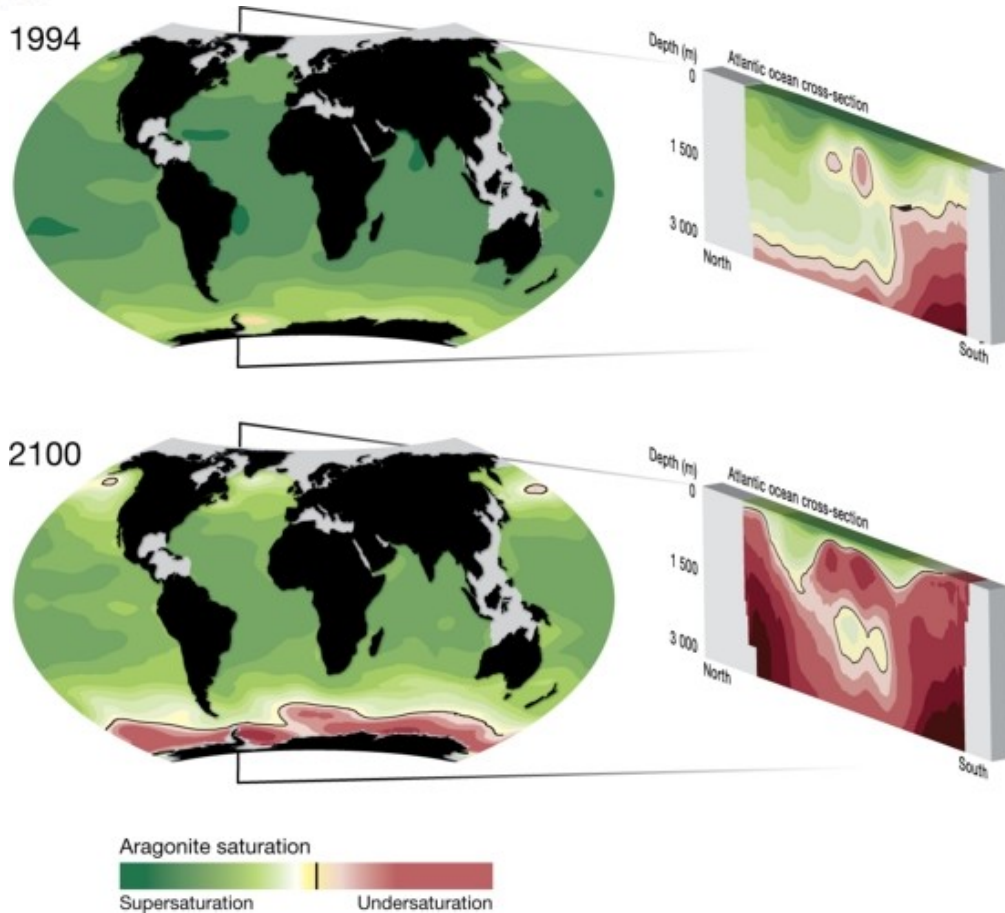 1994
Depth (m)
0
Atlantic ocean cross-section
1 500
3 000
North
South
2100
Depth (m)
0
Atlantic ocean cross-section
1 500
3 000
North
South
Aragonite saturation
Supersaturation
Undersaturation